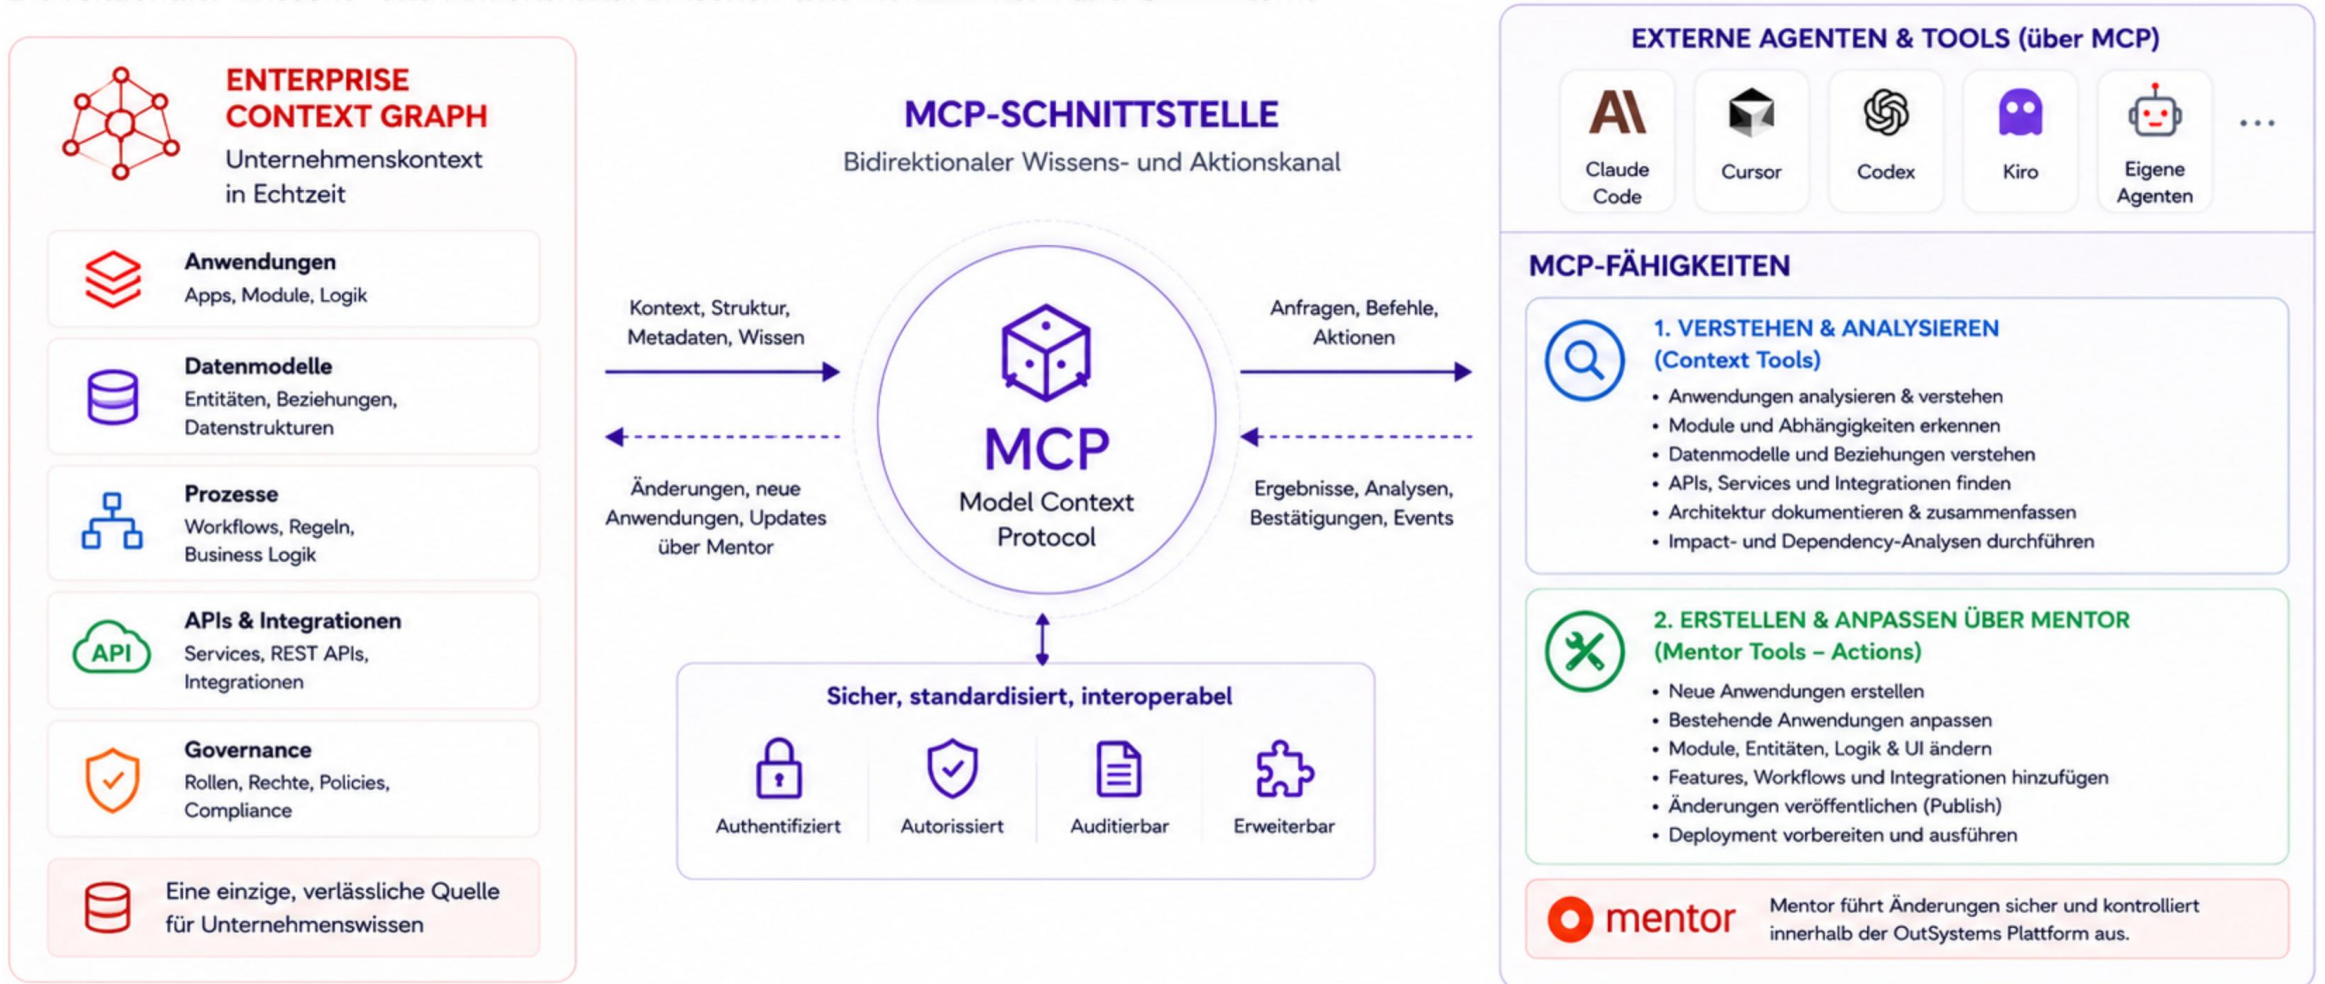 ENTERPRISE
CONTEXT GRAPH
Unternehmenskontext
in Echtzeit
Anwendungen
Apps, Module, Logik
Datenmodelle
Entitäten, Beziehungen,
Datenstrukturen
Prozesse
Workflows, Regeln,
Business Logik
API
APIs & Integrationen
Services, REST APIs,
Integrationen
Governance
Rollen, Rechte, Policies,
Compliance
Eine einzige, verlässliche Quelle
für Unternehmenswissen
MCP-SCHNITTSTELLE
Bidirektionaler Wissens- und Aktionskanal
Kontext, Struktur,
Metadaten, Wissen
Änderungen, neue
Anwendungen, Updates
über Mentor
MCP
Model Context
Protocol
Anfragen, Befehle,
Aktionen
Ergebnisse, Analysen,
Bestätigungen, Events
Sicher, standardisiert, interoperabel
Authentifiziert
Autorissiert
Auditierbar
Erweiterbar
EXTERNE AGENTEN & TOOLS (über MCP)
Claude
Code
Cursor
Codex
Kiro
Eigene
Agenten
...
MCP-FÄHIGKEITEN
1. VERSTEHEN & ANALYSIEREN
(Context Tools)
• Anwendungen analysieren & verstehen
• Module und Abhängigkeiten erkennen
• Datenmodelle und Beziehungen verstehen
• APIs, Services und Integrationen finden
• Architektur dokumentieren & zusammenfassen
• Impact- und Dependency-Analysen durchführen
2. ERSTELLEN & ANPASSEN ÜBER MENTOR
(Mentor Tools – Actions)
• Neue Anwendungen erstellen
• Bestehende Anwendungen anpassen
• Module, Entitäten, Logik & UI ändern
• Features, Workflows und Integrationen hinzufügen
• Änderungen veröffentlichen (Publish)
• Deployment vorbereiten und ausführen
mentor
Mentor führt Änderungen sicher und kontrolliert
innerhalb der OutSystems Plattform aus.